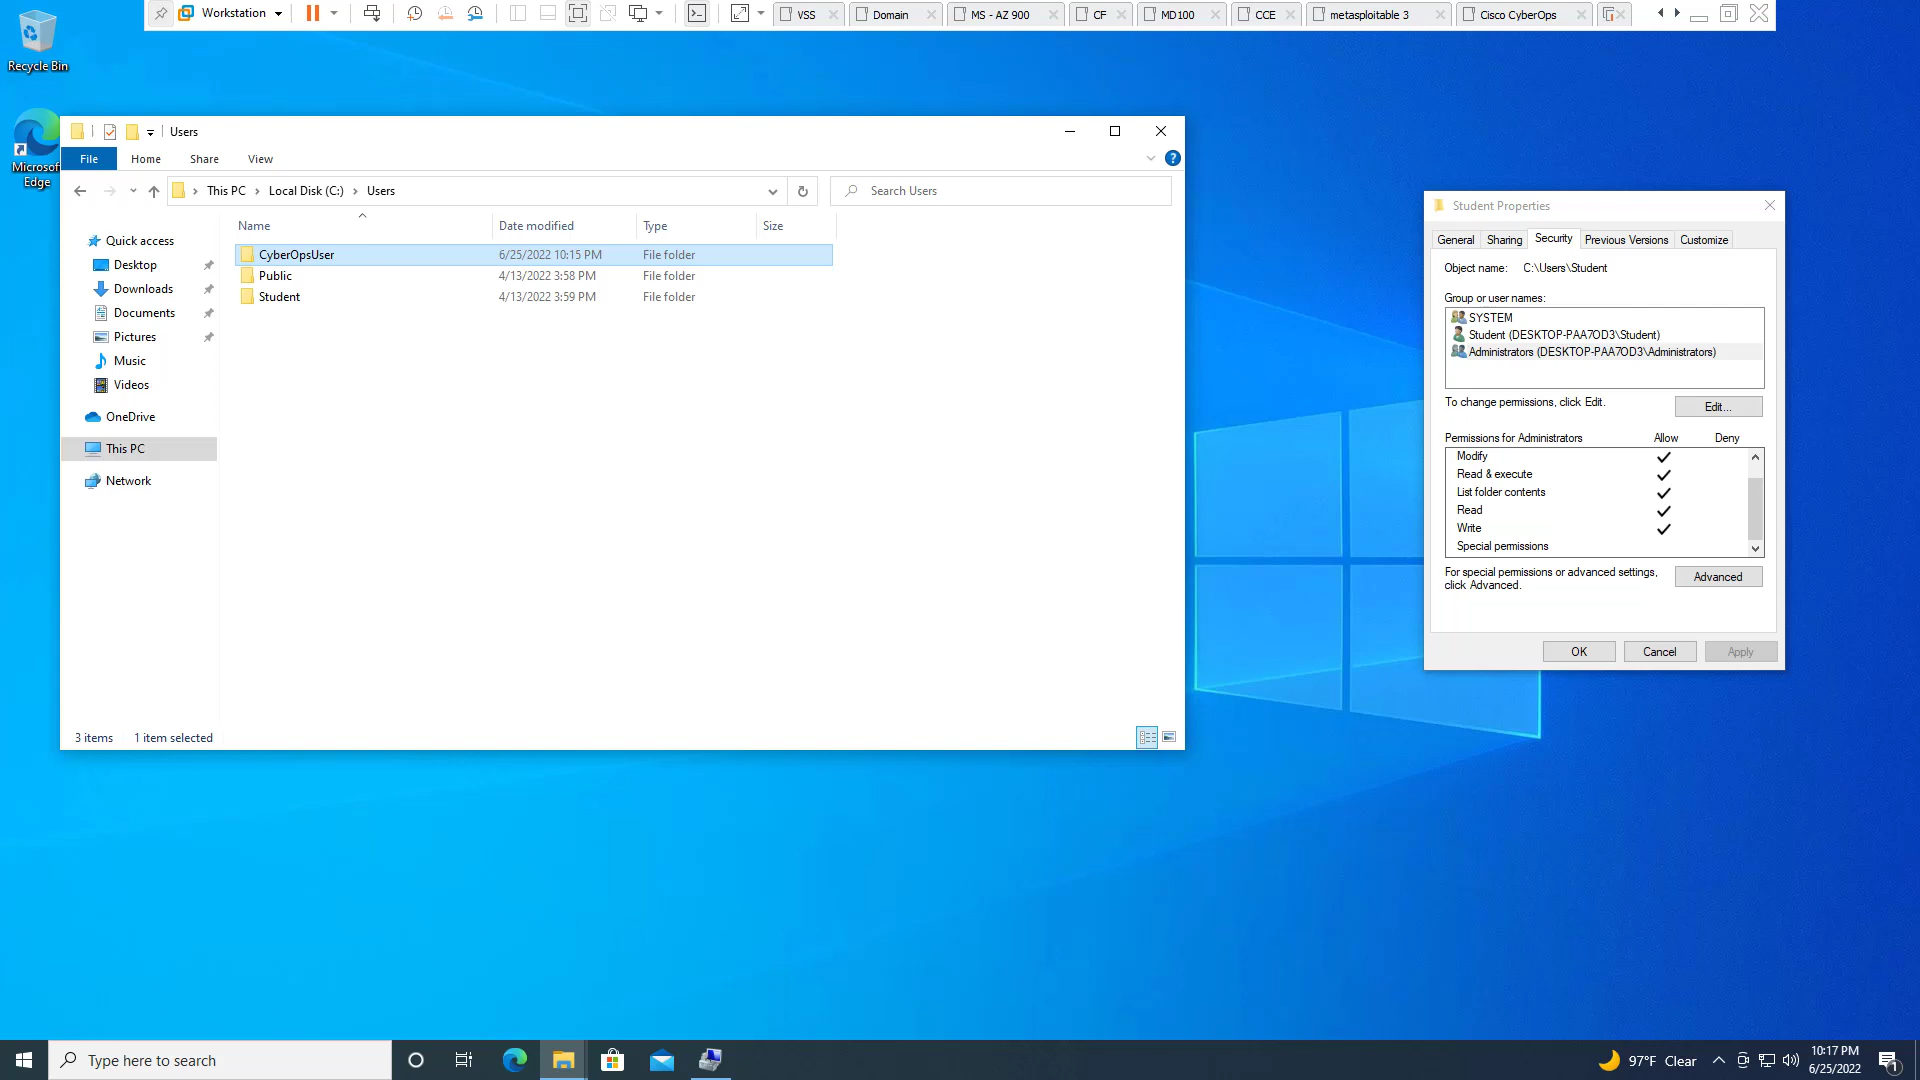 Workstation
VSS
Domain
MS - AZ 900
CF
MD100
CCE
metasploitable 3
Cisco CyberOps
Recycle Bin
Microsof
Edge
Users
File
Home
Share
View
This PC
Local Disk (C:)
Users
Search Users
Name
Date modified
Type
Size
CyberOpsUser
6/25/2022 10:15 PM
File folder
Public
4/13/2022 3:58 PM
File folder
Student
4/13/2022 3:59 PM
File folder
Quick access
Desktop
Downloads
Documents
Pictures
Music
Videos
OneDrive
This PC
Network
3 items
1 item selected
Student Properties
General
Sharing
Security
Previous Versions
Customize
Object name: C:\Users\Student
Group or user names:
SYSTEM
Student (DESKTOP-PAA7OD3\Student)
Administrators (DESKTOP-PAA7OD3\Administrators)
To change permissions, click Edit.
Edit...
Permissions for Administrators
Allow
Deny
Modify
Read & execute
List folder contents
Read
Write
Special permissions
For special permissions or advanced settings,
click Advanced.
Advanced
OK
Cancel
Apply
Type here to search
97°F Clear
10:17 PM
6/25/2022
1